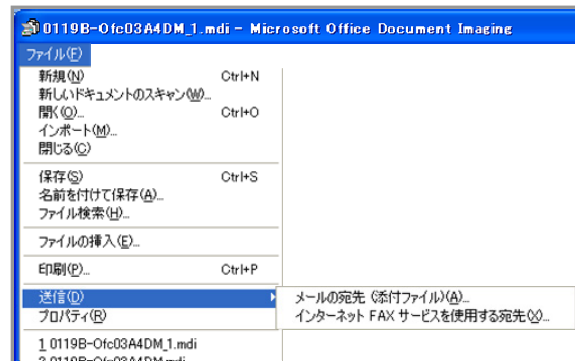 0119B-Ofc03A4DM_1.mdi - Microsoft Office Document Imaging
ファイル(F)
新規(N) Ctrl+N
新しいドキュメントのスキャン(W)...
開く(O)... Ctrl+O
インポート(M)...
閉じる(C)
保存(S) Ctrl+S
名前を付けて保存(A)...
ファイル検索(H)...
ファイルの挿入(E)...
印刷(P)... Ctrl+P
送信(D)
メールの宛先 (添付ファイル)(A)...
プロパティ(R)
インターネット FAX サービスを使用する宛先(X)...
1 0119B-Ofc03A4DM_1.mdi
2 0119B-Ofc03A4DM.mdi